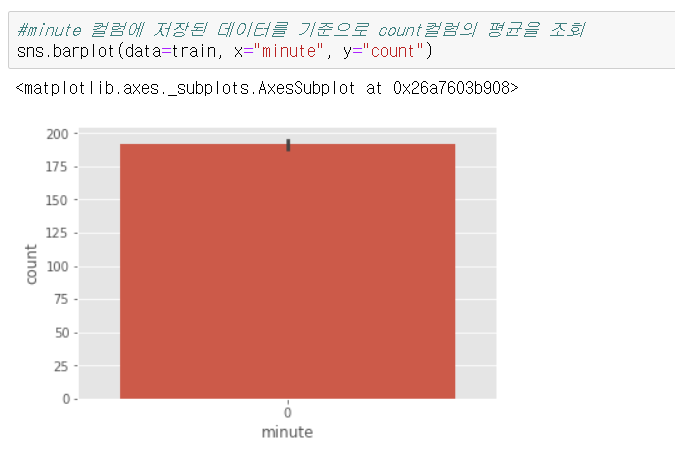 #minute 컬럼에 저장된 데이터를 기준으로 count컬럼의 평균을 조회
sns.barplot(data=train, x="minute", y="count")
<matplotlib.axes._subplots.AxesSubplot at 0x26a7603b908>
200
175
150
125
100
75
50
25
0
count
0
minute